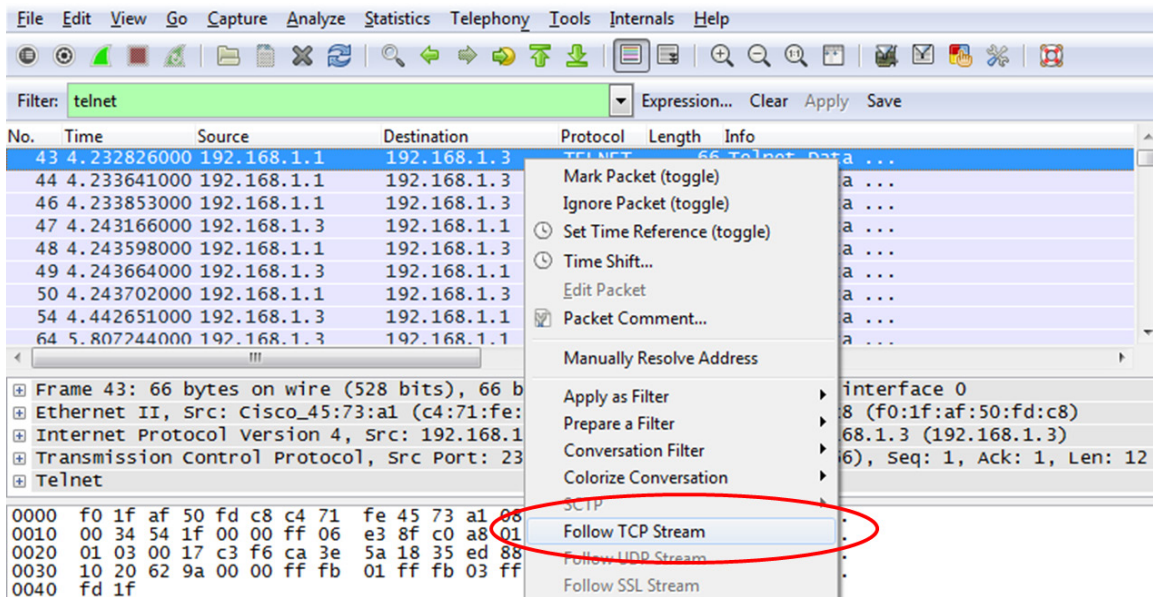 File Edit View Go Capture Analyze Statistics Telephony Tools Internals Help
Filter: telnet Expression... Clear Apply Save
No. Time Source Destination Protocol Length Info
43 4.232826000 192.168.1.1 192.168.1.3 TELNET 66 Telnet Data ...
44 4.233641000 192.168.1.1 192.168.1.3 a ...
46 4.233853000 192.168.1.1 192.168.1.3 a ...
47 4.243166000 192.168.1.3 192.168.1.1 a ...
48 4.243598000 192.168.1.1 192.168.1.3 a ...
49 4.243664000 192.168.1.3 192.168.1.1 a ...
50 4.243702000 192.168.1.1 192.168.1.3 a ...
54 4.442651000 192.168.1.3 192.168.1.1 a ...
64 5.807244000 192.168.1.3 192.168.1.1 a ...
Mark Packet (toggle)
Ignore Packet (toggle)
Set Time Reference (toggle)
Time Shift...
Edit Packet
Packet Comment...
Manually Resolve Address
Apply as Filter
Prepare a Filter
Conversation Filter
Colorize Conversation
SCTP
Follow TCP Stream
Follow UDP Stream
Follow SSL Stream
Frame 43: 66 bytes on wire (528 bits), 66 b interface 0
Ethernet II, Src: Cisco_45:73:a1 (c4:71:fe: 8 (f0:1f:af:50:fd:c8)
Internet Protocol Version 4, Src: 192.168.1 .68.1.3 (192.168.1.3)
Transmission Control Protocol, Src Port: 23 6), Seq: 1, Ack: 1, Len: 12
Telnet
0000 f0 1f af 50 fd c8 c4 71 fe 45 73 a1 08
0010 00 34 54 1f 00 00 ff 06 e3 8f c0 a8 01
0020 01 03 00 17 c3 f6 ca 3e 5a 18 35 ed 88
0030 10 20 62 9a 00 00 ff fb 01 ff fb 03 ff
0040 fd 1f